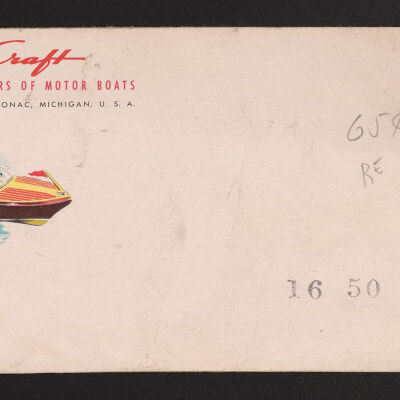 Craft
RS OF MOTOR BOATS
ONAC, MICHIGAN, U. S. A.
65¢
RE
16 50